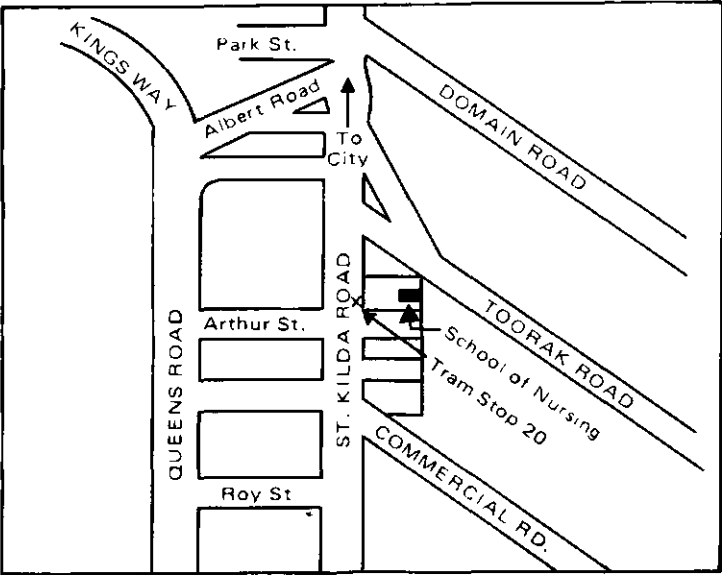 KINGS WAY
Park St.
Albert Road
To
City
DOMAIN ROAD
QUEENS ROAD
Arthur St.
ST. KILDA ROAD
TOORAK ROAD
School of Nursing
Tram Stop 20
COMMERCIAL RD.
Roy St
X